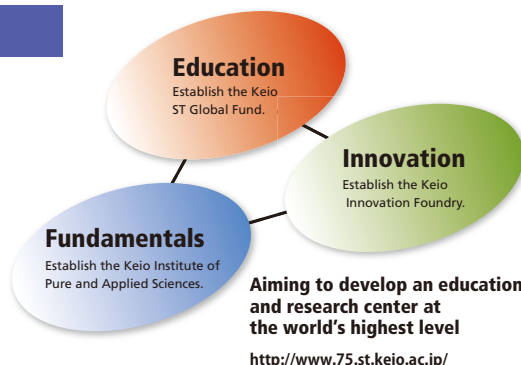 Education
Establish the Keio
ST Global Fund.
Innovation
Establish the Keio
Innovation Foundry.
Fundamentals
Establish the Keio Institute of
Pure and Applied Sciences.
Aiming to develop an education
and research center at
the world's highest level
http://www.75.st.keio.ac.jp/